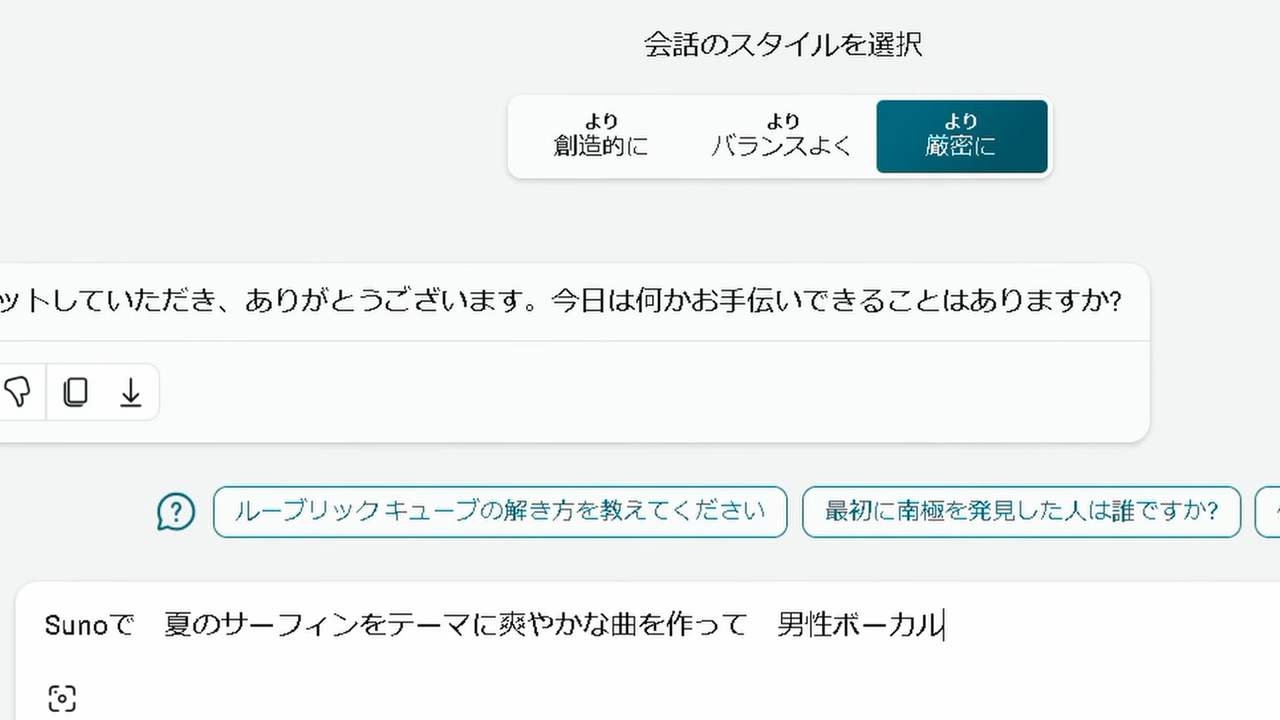 会話のスタイルを選択
より
創造的に
より
バランスよく
より
厳密に
ットしていただき、ありがとうございます。今日は何かお手伝いできることはありますか?
ルーブリック キューブの解き方を教えてください
最初に南極を発見した人は誰ですか?
Sunoで　夏のサーフィンをテーマに爽やかな曲を作って　男性ボーカル